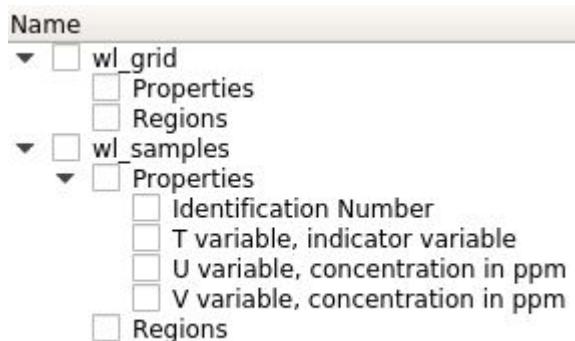 Name
wl_grid
Properties
Regions
wl_samples
Properties
Identification Number
T variable, indicator variable
U variable, concentration in ppm
V variable, concentration in ppm
Regions